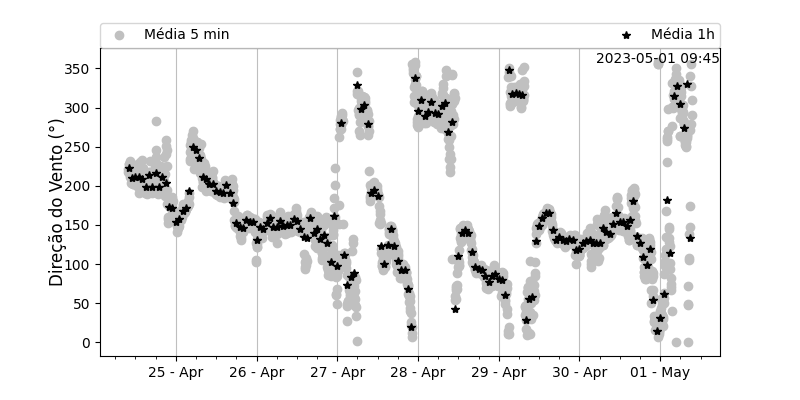 Média 5 min
Média 1h
2023-05-01 09:45
Direção do Vento (°)
350
300
250
200
150
100
50
0
25 - Apr
26 - Apr
27 - Apr
28 - Apr
29 - Apr
30 - Apr
01 - May